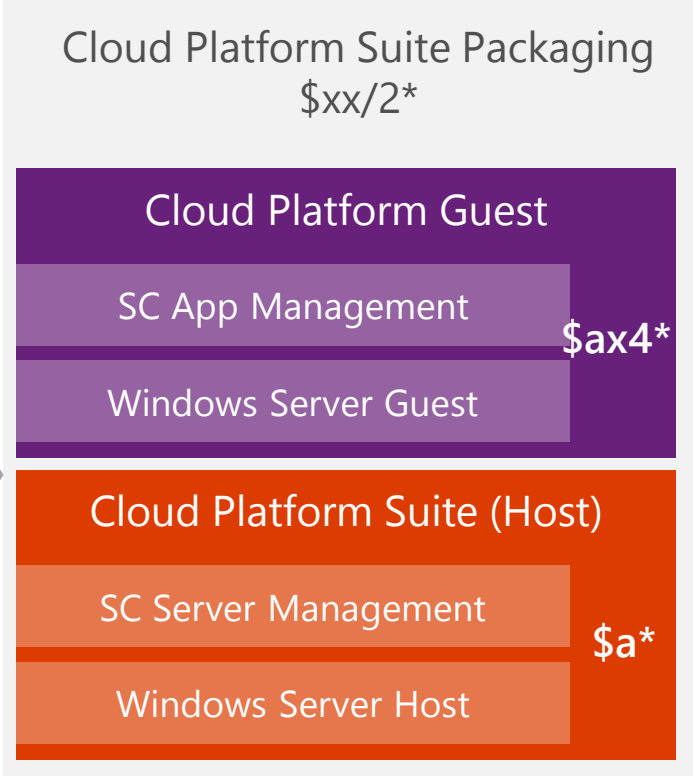 Cloud Platform Suite Packaging
$xx/2*
Cloud Platform Guest
SC App Management
$ax4*
Windows Server Guest
Cloud Platform Suite (Host)
SC Server Management
$a*
Windows Server Host